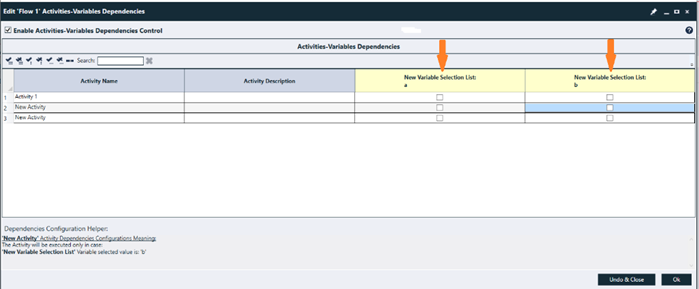 Edit 'Flow 1' Activities-Variables Dependencies
Enable Activities-Variables Dependencies Control
Activities-Variables Dependencies
Search:
Activity Name Activity Description New Variable Selection List: a New Variable Selection List: b
1 Activity 1
2 New Activity
3 New Activity
Dependencies Configuration Helper:
'New Activity' Activity Dependencies Configurations Meaning:
The Activity will be executed only in case:
'New Variable Selection List' Variable selected value is: 'b'
Undo & Close Ok